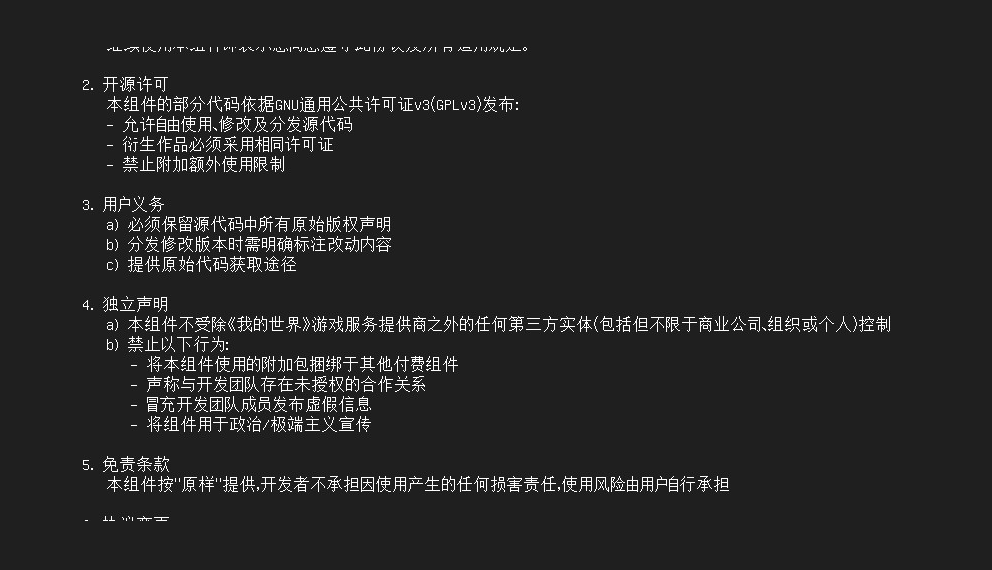 2. 开源许可
本组件的部分代码依据GNU通用公共许可证v3(GPLv3)发布:
- 允许自由使用、修改及分发源代码
- 衍生作品必须采用相同许可证
- 禁止附加额外使用限制
3. 用户义务
a) 必须保留源代码中所有原始版权声明
b) 分发修改版本时需明确标注改动内容
c) 提供原始代码获取途径
4. 独立声明
a) 本组件不受除《我的世界》游戏服务提供商之外的任何第三方实体(包括但不限于商业公司、组织或个人)控制
b) 禁止以下行为:
- 将本组件使用的附加包捆绑于其他付费组件
- 声称与开发团队存在未授权的合作关系
- 冒充开发团队成员发布虚假信息
- 将组件用于政治/极端主义宣传
5. 免责条款
本组件按"原样"提供,开发者不承担因使用产生的任何损害责任,使用风险由用户自行承担